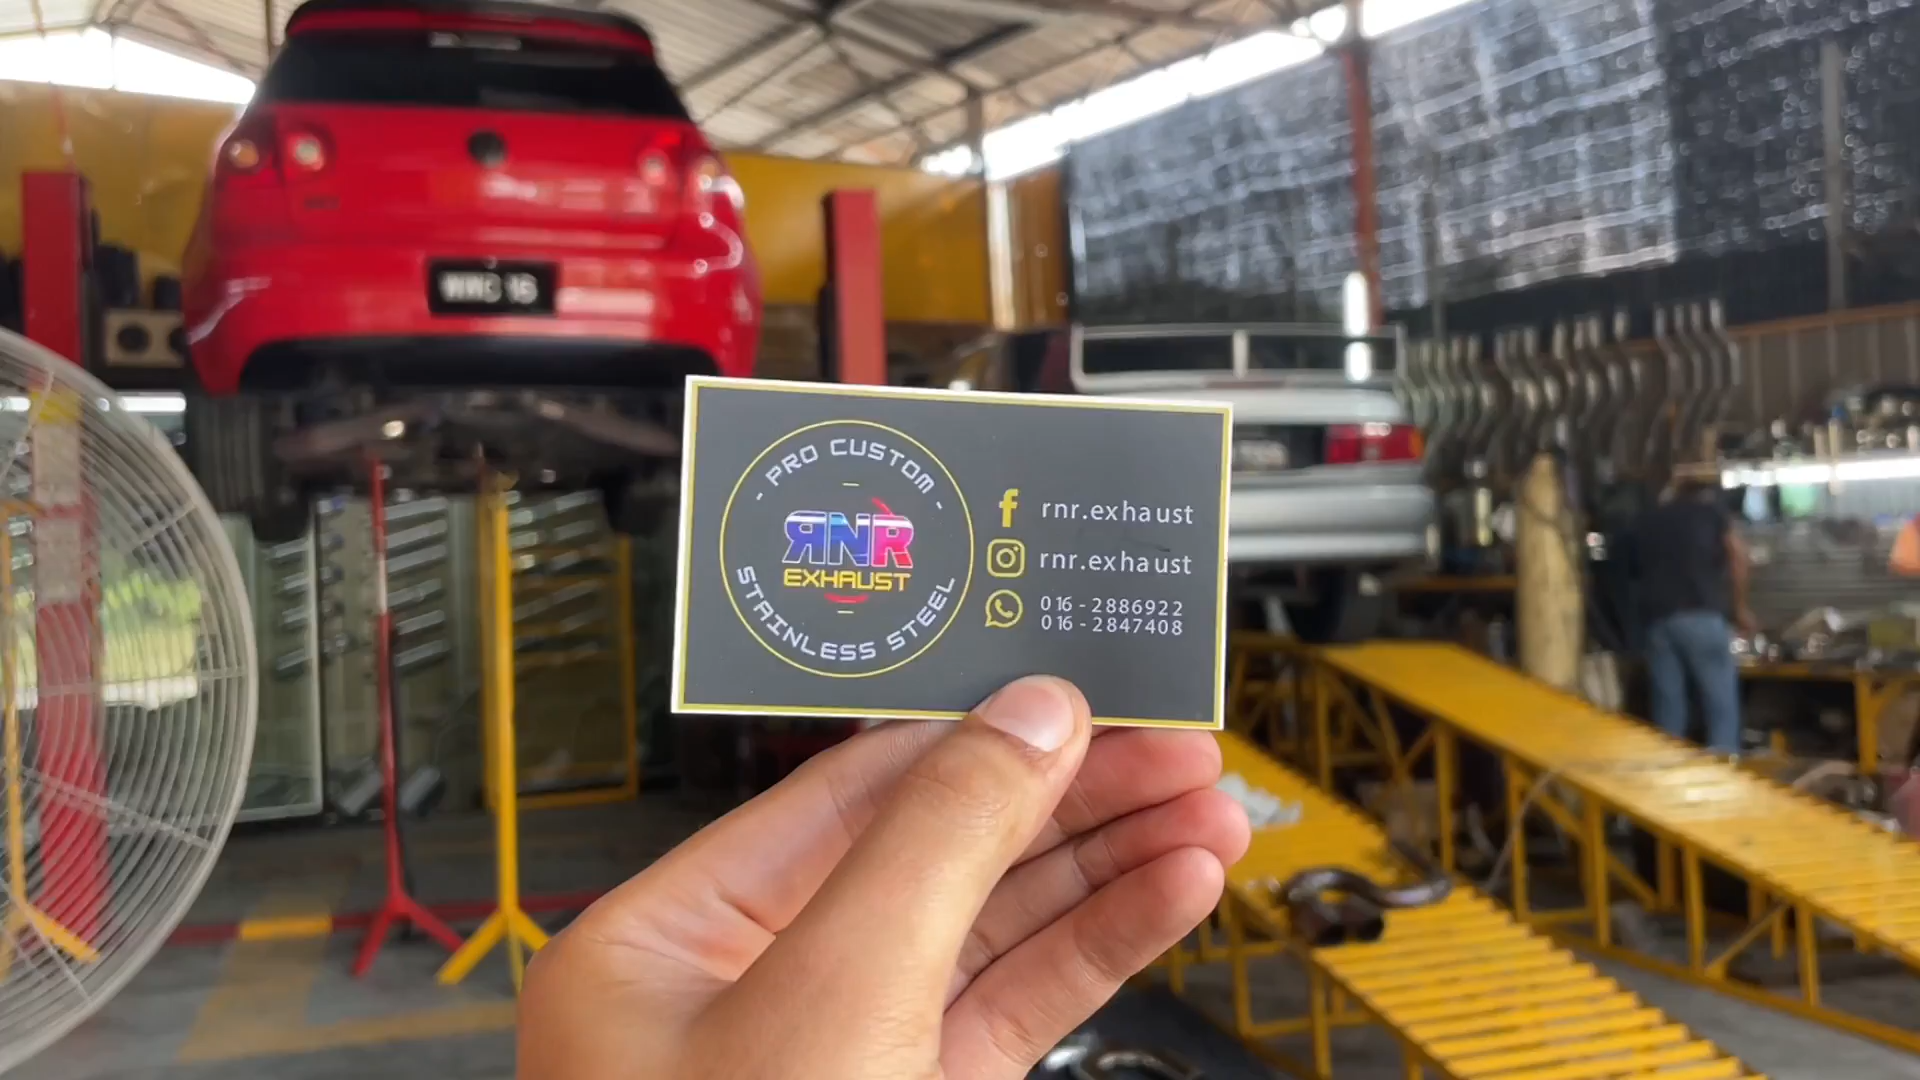 - PRO CUSTOM -
RNR
EXHAUST
STAINLESS STEEL
rnr.exhaust
rnr.exhaust
016 - 2886922
016 - 2847408